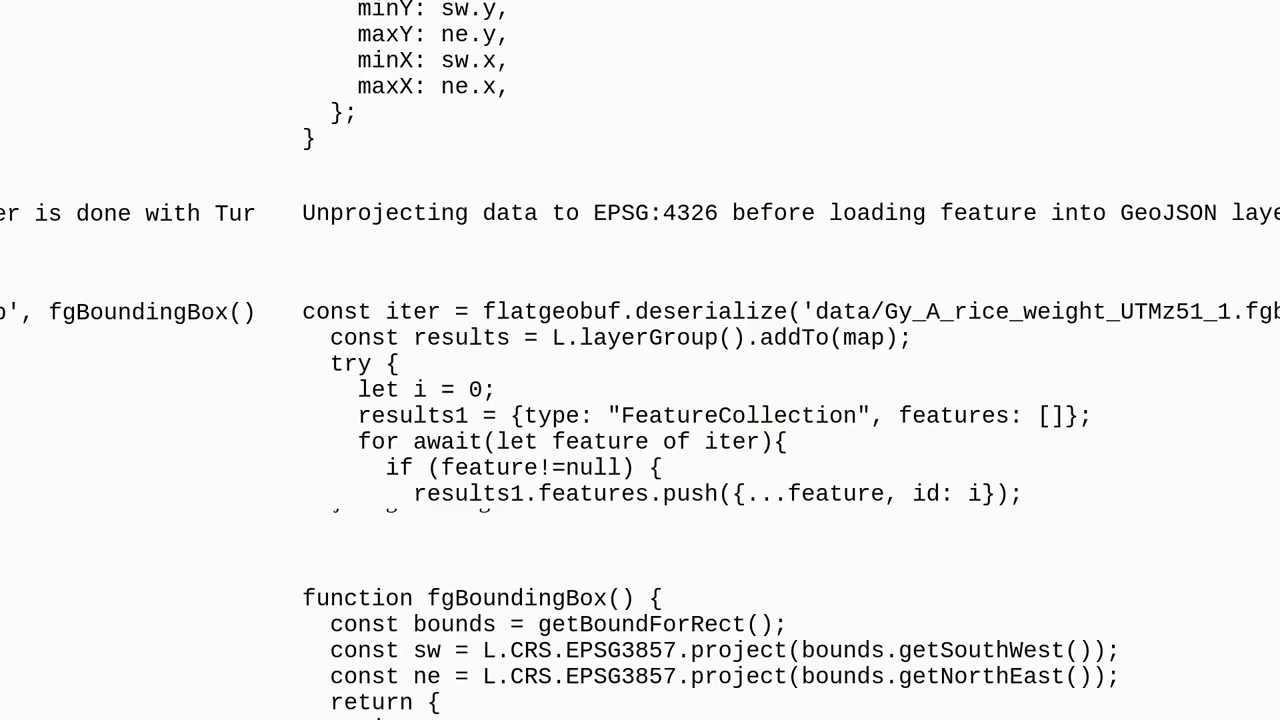 minY: sw.y,
maxY: ne.y,
minX: sw.x,
maxX: ne.x,
};
}
er is done with Tur
Unprojecting data to EPSG:4326 before loading feature into GeoJSON laye
p', fgBoundingBox()
const iter = flatgeobuf.deserialize('data/Gy_A_rice_weight_UTMz51_1.fgb
const results = L.layerGroup().addTo(map);
try {
let i = 0;
results1 = {type: "FeatureCollection", features: []};
for await(let feature of iter){
if (feature!=null) {
results1.features.push({...feature, id: i});
function fgBoundingBox() {
const bounds = getBoundForRect();
const sw = L.CRS.EPSG3857.project(bounds.getSouthWest());
const ne = L.CRS.EPSG3857.project(bounds.getNorthEast());
return {